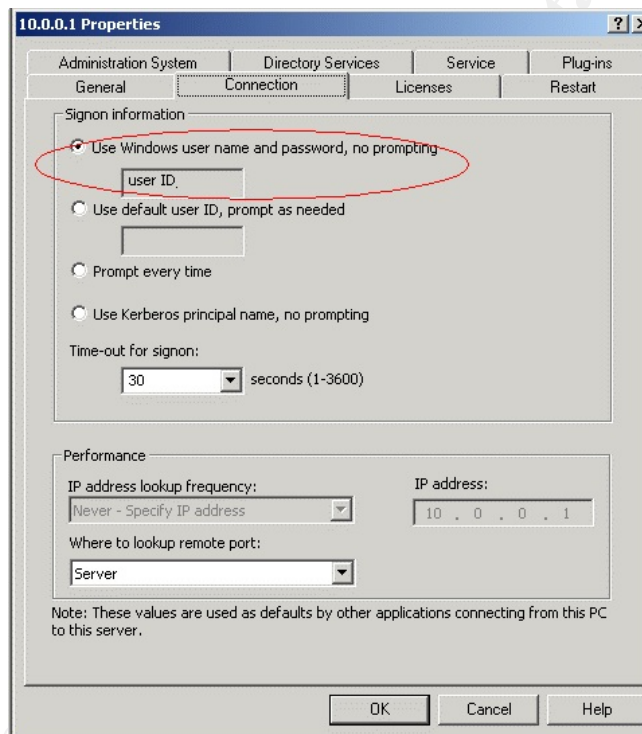 10.0.0.1 Properties
Administration System Directory Services Service Plug-ins
General Connection Licenses Restart
Signon information
Use Windows user name and password, no prompting
user ID.
Use default user ID, prompt as needed
Prompt every time
Use Kerberos principal name, no prompting
Time-out for signon:
30 seconds (1-3600)
Performance
IP address lookup frequency: IP address:
Never - Specify IP address 10 . 0 . 0 . 1
Where to lookup remote port:
Server
Note: These values are used as defaults by other applications connecting from this PC
to this server.
OK Cancel Help